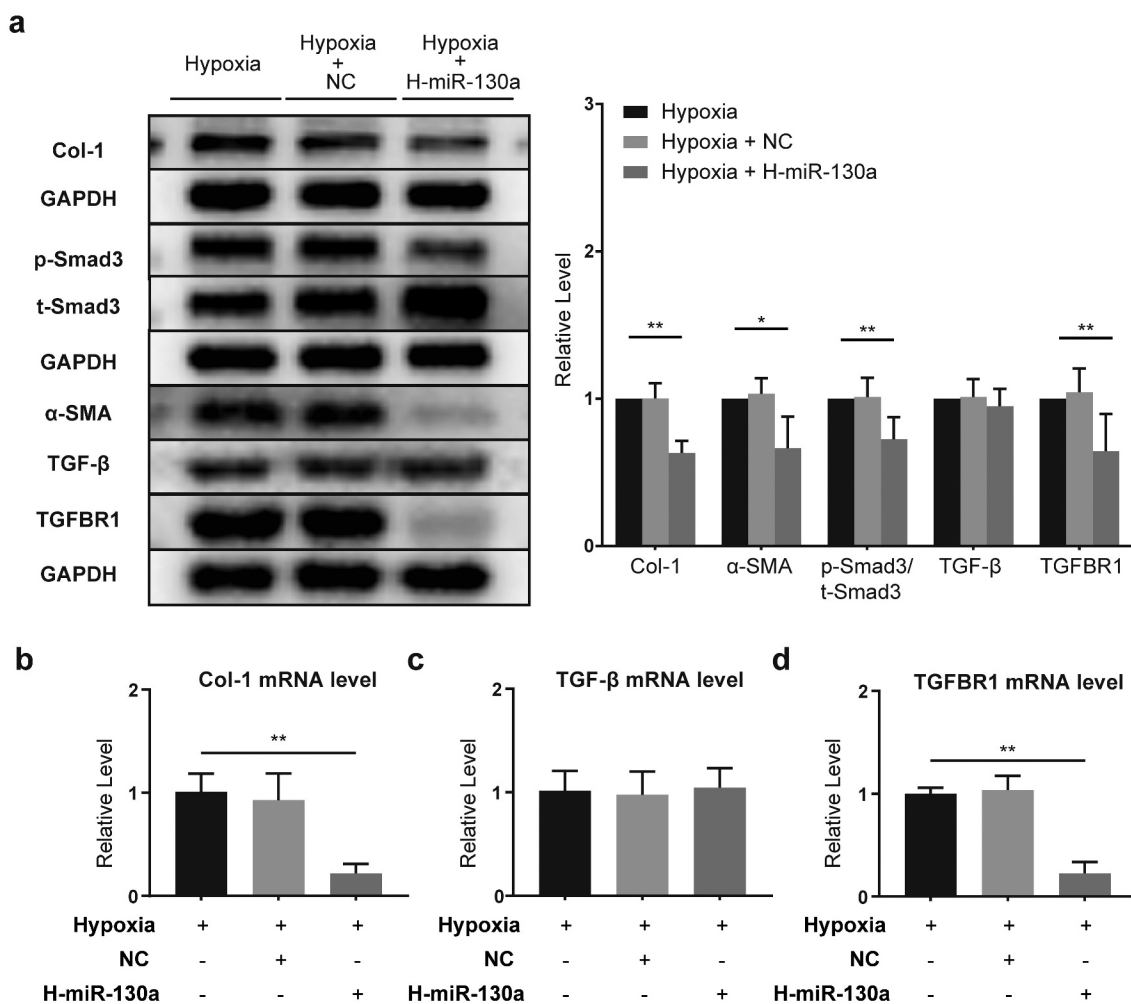 a
Hypoxia
Hypoxia
+
NC
Hypoxia
+
H-miR-130a
Col-1
GAPDH
p-Smad3
t-Smad3
GAPDH
α-SMA
TGF-β
TGFBR1
GAPDH
Hypoxia
Hypoxia + NC
Hypoxia + H-miR-130a
Relative Level
3
2
1
0
**
*
**
**
Col-1
α-SMA
p-Smad3/
t-Smad3
TGF-β
TGFBR1
b
Col-1 mRNA level
Relative Level
2
1
0
**
Hypoxia + + +
NC - + -
H-miR-130a - - +
c
TGF-β mRNA level
Relative Level
2
1
0
Hypoxia + + +
NC - + -
H-miR-130a - - +
d
TGFBR1 mRNA level
Relative Level
2
1
0
**
Hypoxia + + +
NC - + -
H-miR-130a - - +